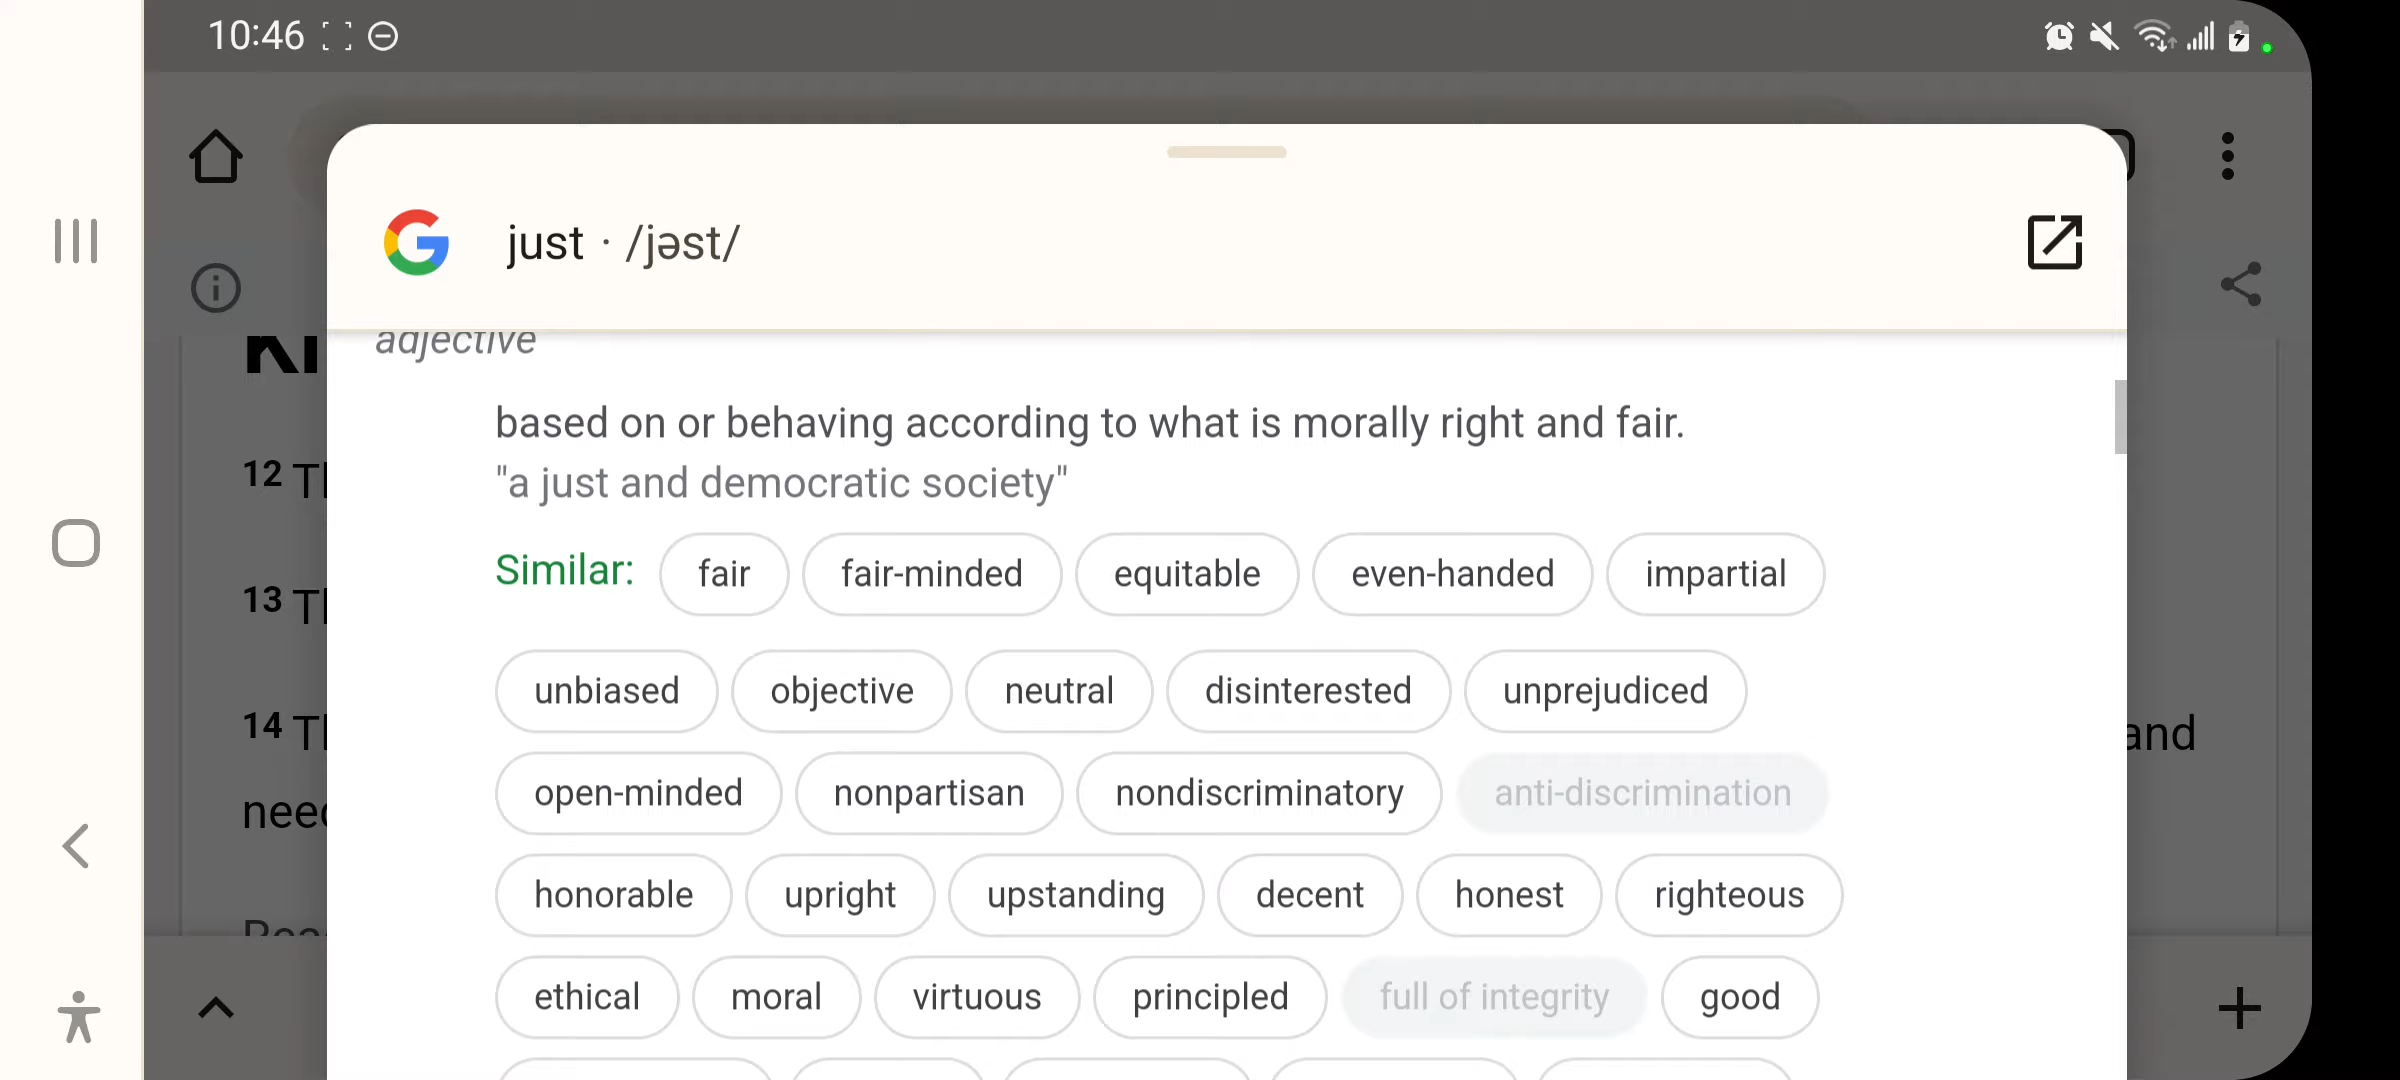 10:46
just · /jəst/
adjective
based on or behaving according to what is morally right and fair.
"a just and democratic society"
Similar: fair fair-minded equitable even-handed impartial
unbiased objective neutral disinterested unprejudiced
open-minded nonpartisan nondiscriminatory anti-discrimination
honorable upright upstanding decent honest righteous
ethical moral virtuous principled full of integrity good
12
13
14 and